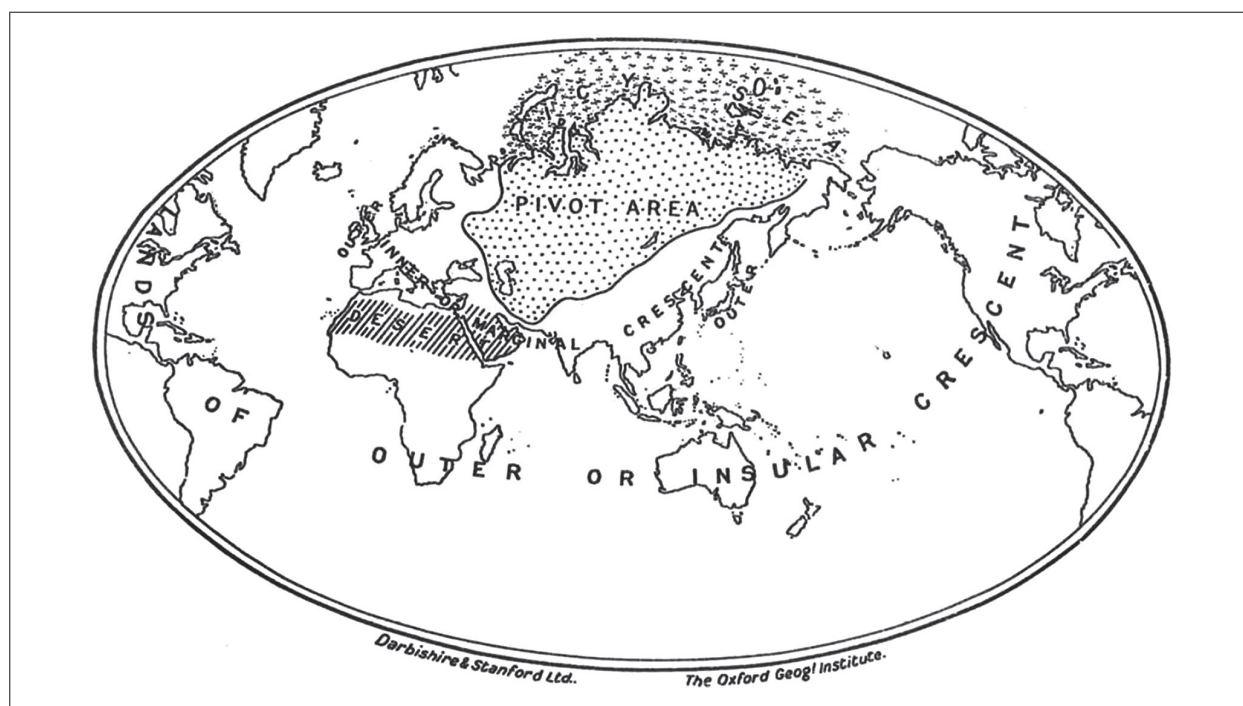 ICY SEA
PIVOT AREA
OUTER
INNER OR
MARGINAL
CRESCENT
OUTER
DESERT
LANDS
OF
OUTER OR INSULAR CRESCENT
Darbishire & Stanford Ltd..
The Oxford Geogl Institute.